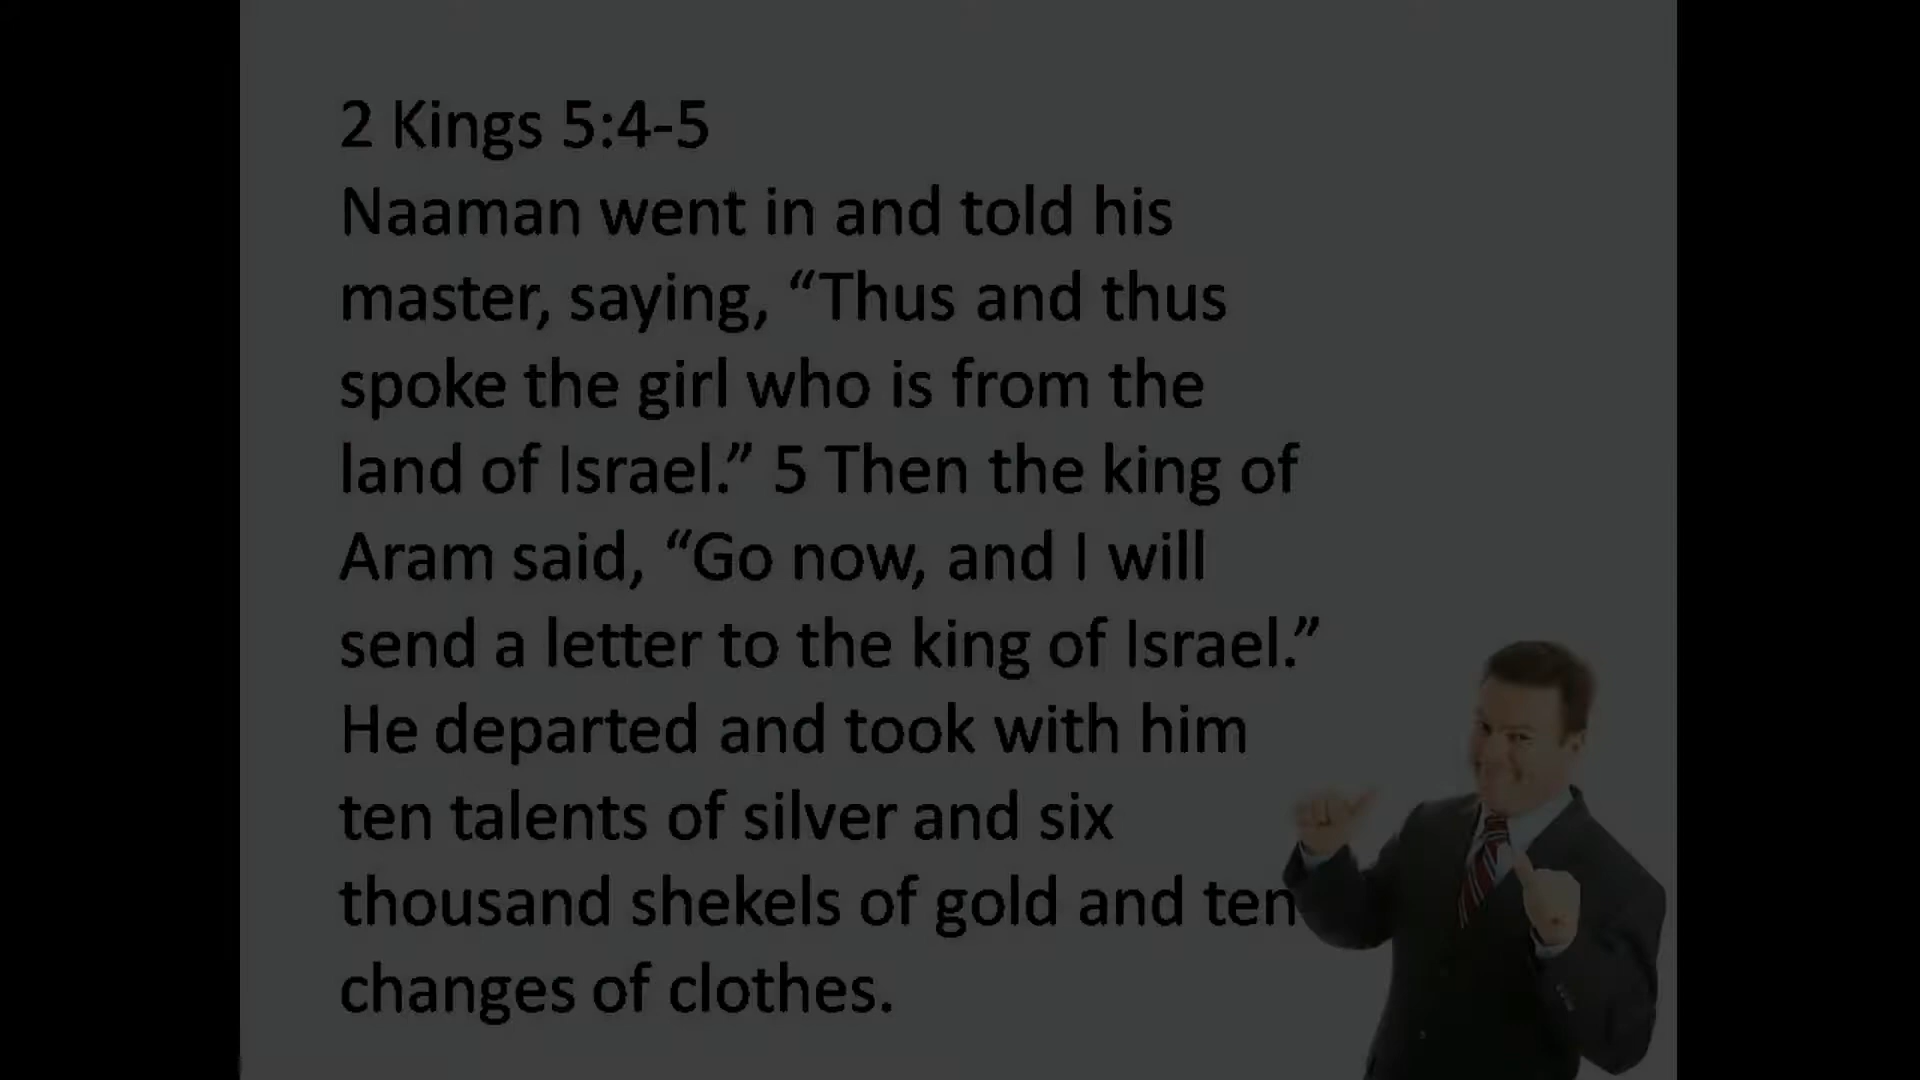 2 Kings 5:4-5
Naaman went in and told his
master, saying, “Thus and thus
spoke the girl who is from the
land of Israel.” 5 Then the king of
Aram said, “Go now, and I will
send a letter to the king of Israel.”
He departed and took with him
ten talents of silver and six
thousand shekels of gold and ten
changes of clothes.